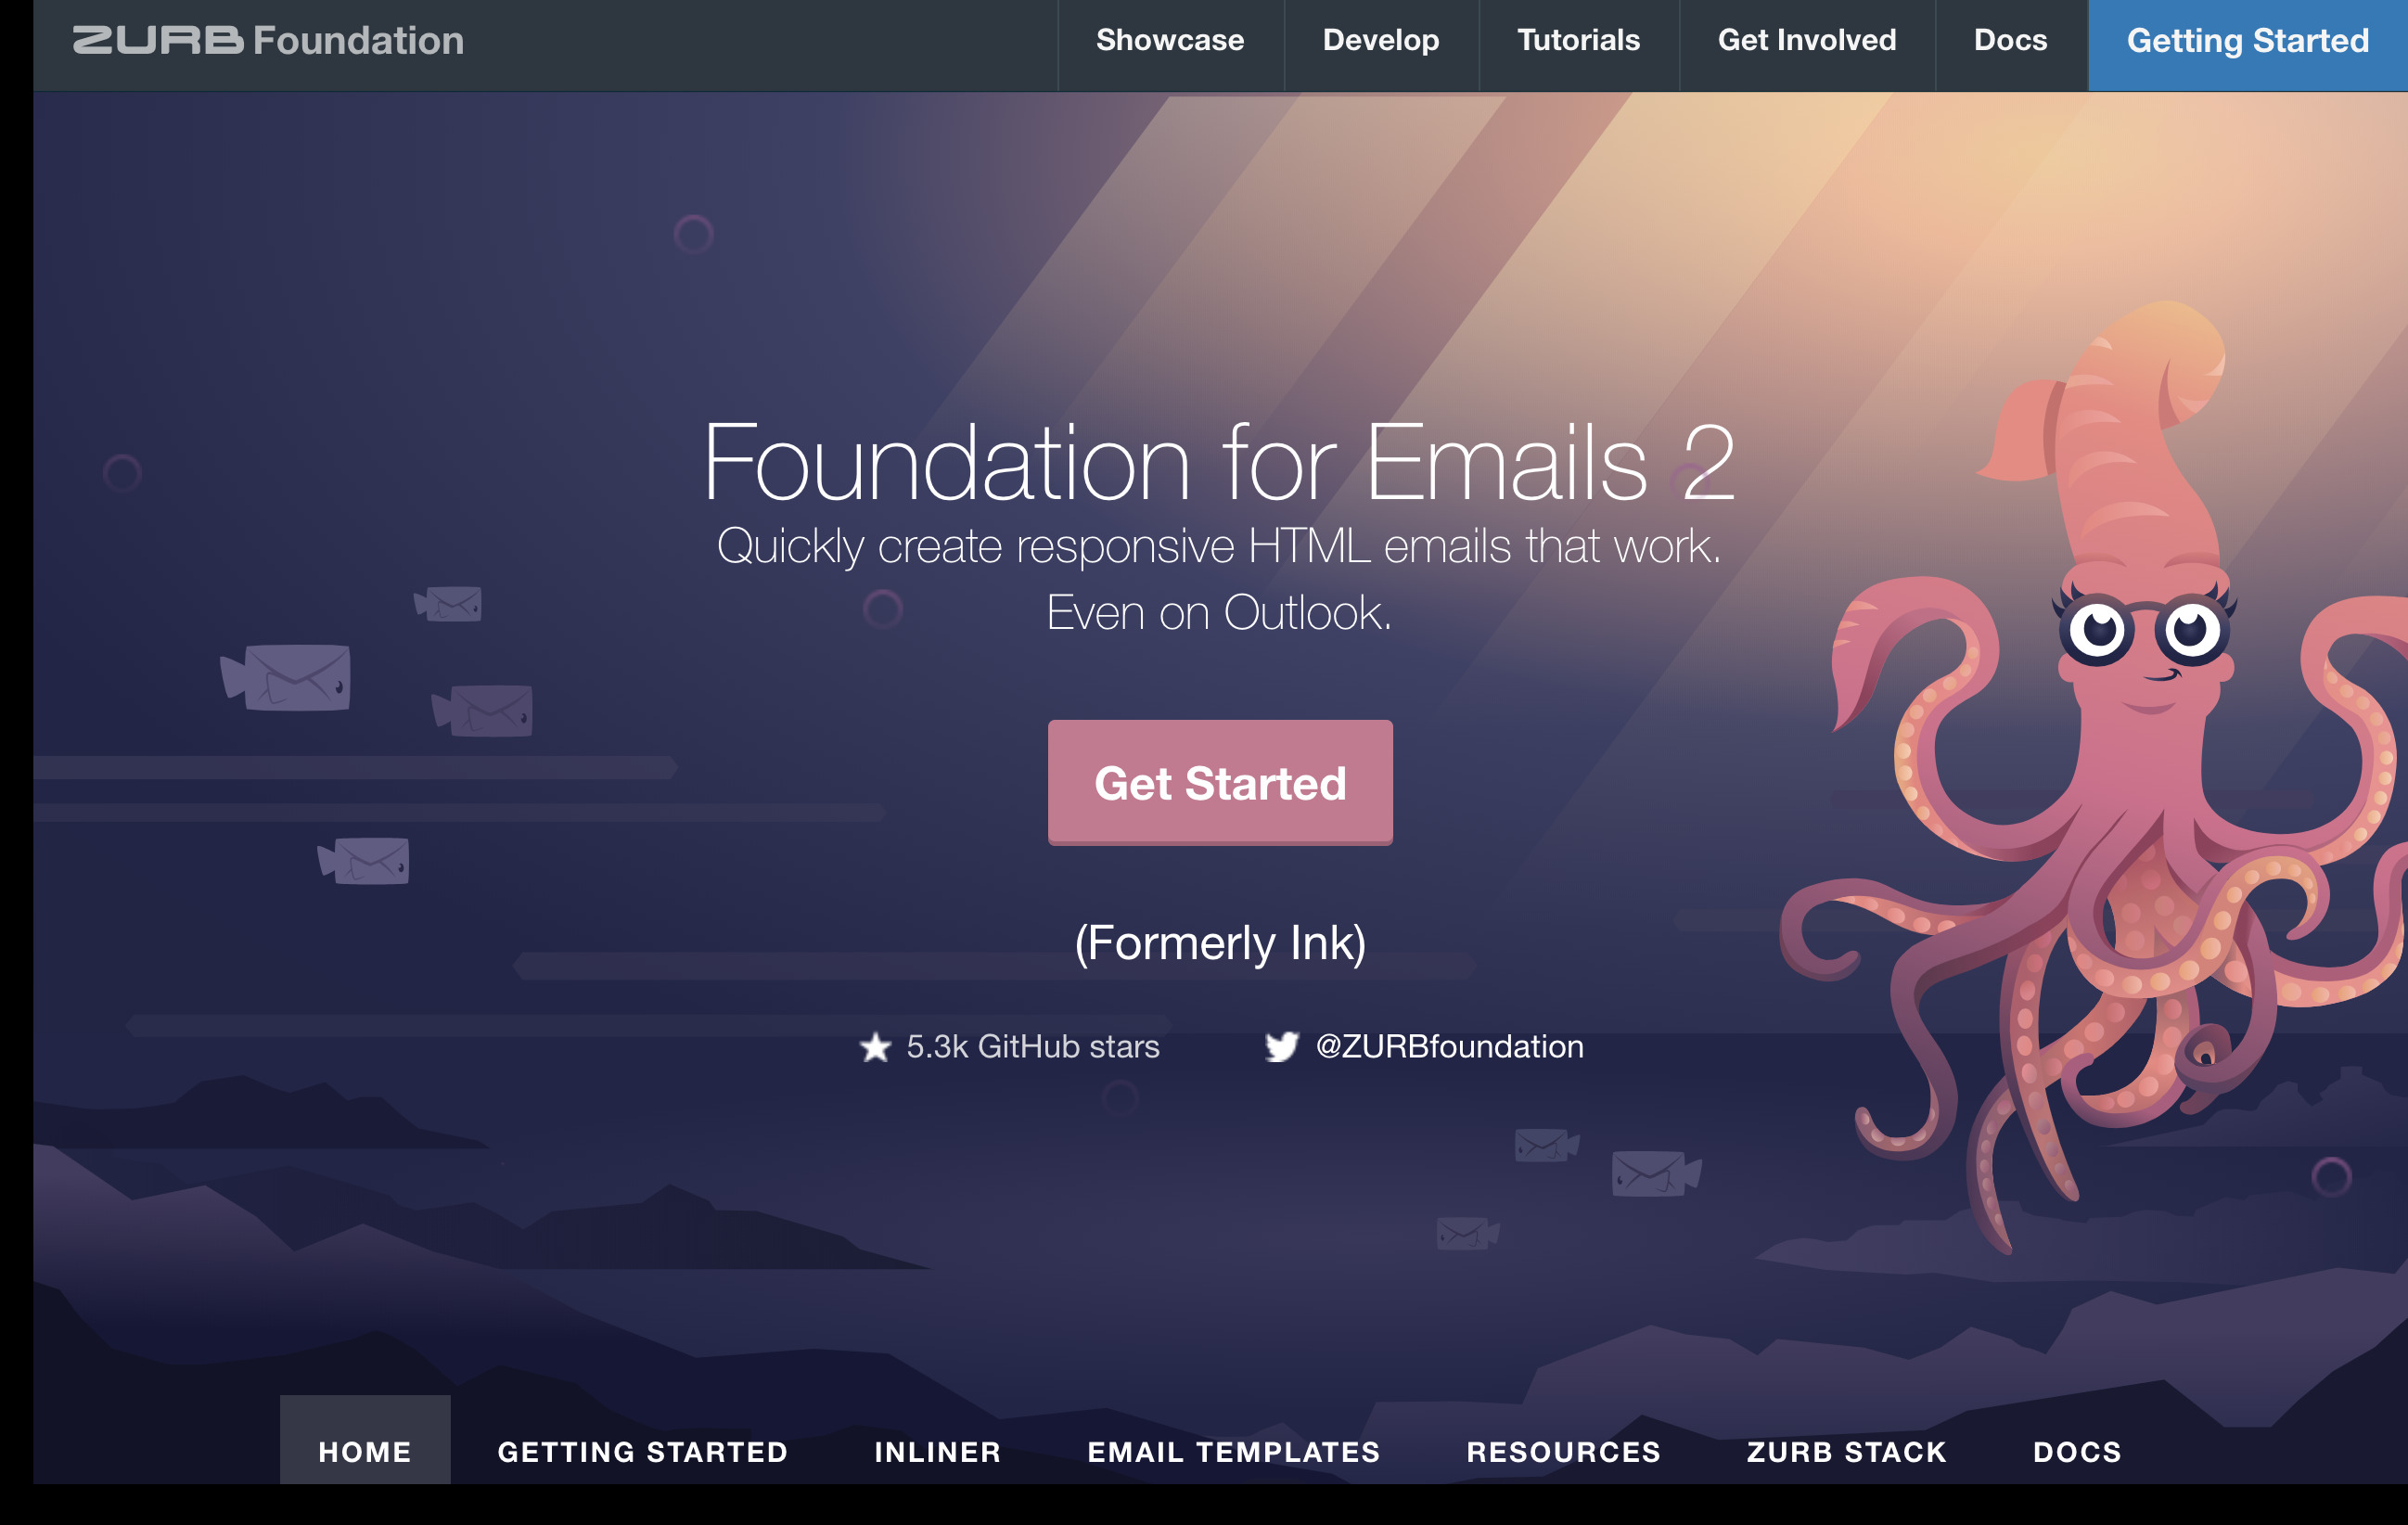 ZURB Foundation
Showcase
Develop
Tutorials
Get Involved
Docs
Getting Started
Foundation for Emails 2
Quickly create responsive HTML emails that work.
Even on Outlook.
Get Started
(Formerly Ink)
5.3k GitHub stars
@ZURBfoundation
HOME
GETTING STARTED
INLINER
EMAIL TEMPLATES
RESOURCES
ZURB STACK
DOCS